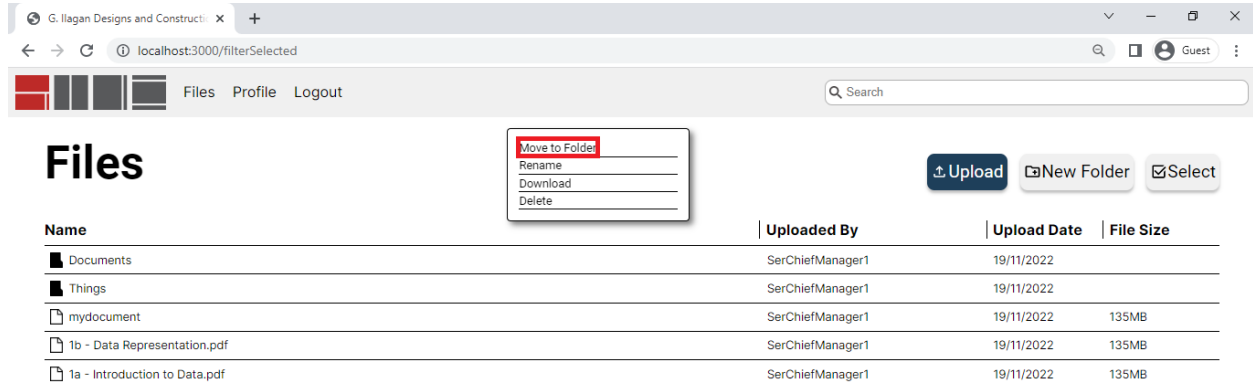 G. Ilagan Designs and Constructi
localhost:3000/filterSelected
Guest
Files Profile Logout
Search
Files
Move to Folder
Rename
Download
Delete
Upload
New Folder
Select
Name Uploaded By Upload Date File Size
Documents SerChiefManager1 19/11/2022
Things SerChiefManager1 19/11/2022
mydocument SerChiefManager1 19/11/2022 135MB
1b - Data Representation.pdf SerChiefManager1 19/11/2022 135MB
1a - Introduction to Data.pdf SerChiefManager1 19/11/2022 135MB